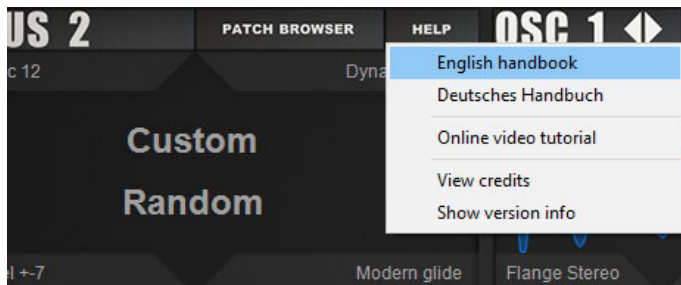 US 2
PATCH BROWSER
HELP
OSC 1
c 12
Dyna
English handbook
Deutsches Handbuch
Online video tutorial
View credits
Show version info
Custom
Random
el +-7
Modern glide
Flange Stereo